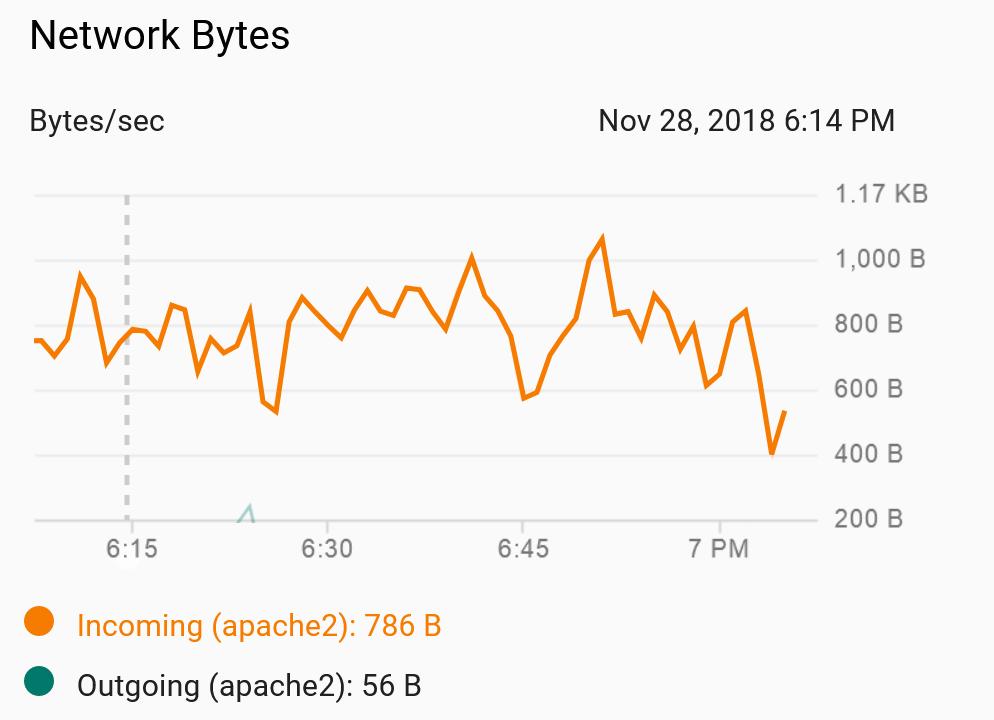 Network Bytes
Bytes/sec Nov 28, 2018 6:14 PM
1.17 KB
1,000 B
800 B
600 B
400 B
200 B
6:15 6:30 6:45 7 PM
Incoming (apache2): 786 B
Outgoing (apache2): 56 B